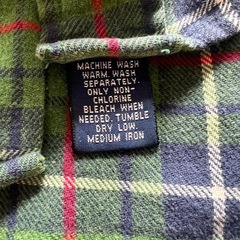 MACHINE WASH
WARM. WASH
SEPARATELY.
ONLY NON-
CHLORINE
BLEACH WHEN
NEEDED. TUMBLE
DRY LOW.
MEDIUM IRON